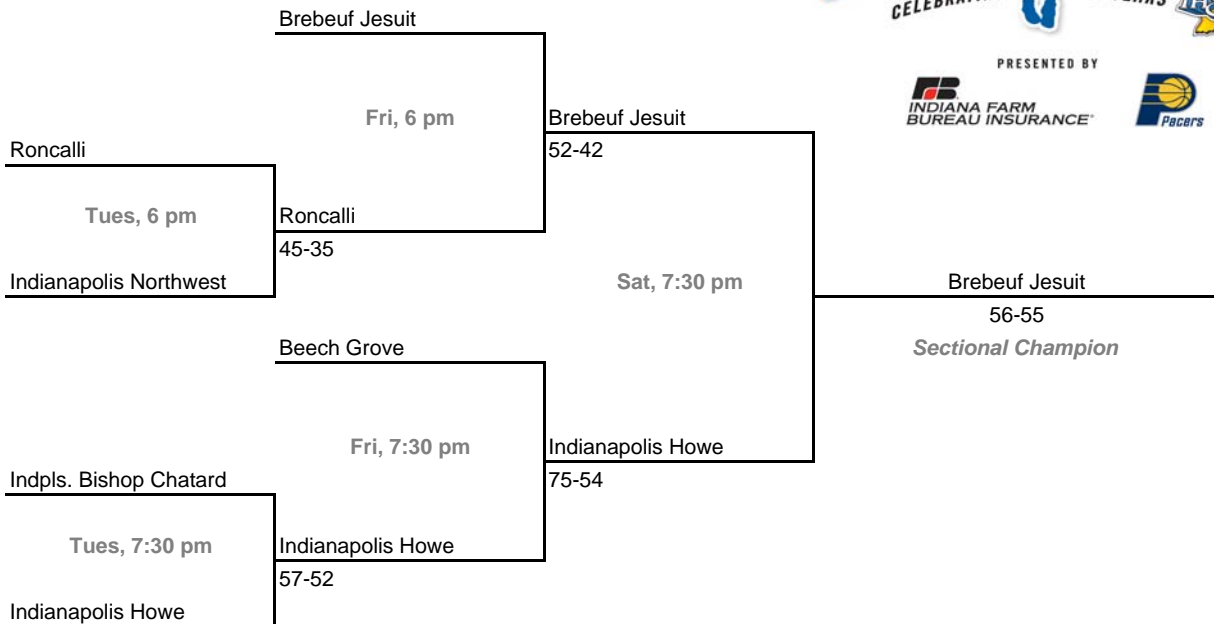 CELEBRATI
PRESENTED BY
INDIANA FARM
BUREAU INSURANCE
Pacers
Brebeuf Jesuit
Fri, 6 pm
Brebeuf Jesuit
52-42
Roncalli
Tues, 6 pm
Roncalli
45-35
Indianapolis Northwest
Sat, 7:30 pm
Brebeuf Jesuit
56-55
Sectional Champion
Beech Grove
Fri, 7:30 pm
Indianapolis Howe
75-54
Indpls. Bishop Chatard
Tues, 7:30 pm
Indianapolis Howe
57-52
Indianapolis Howe